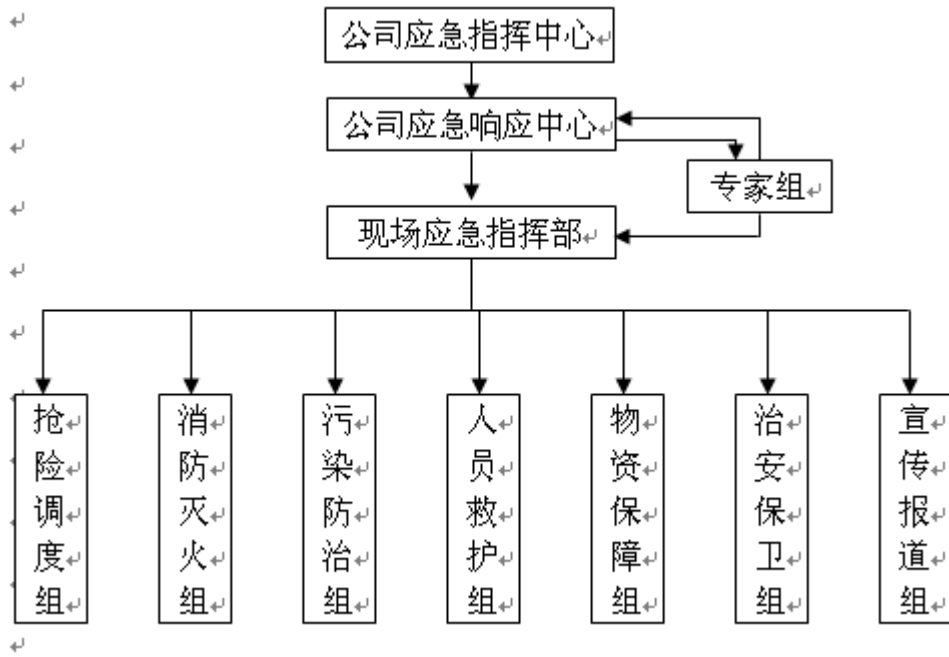 公司应急指挥中心
公司应急响应中心
专家组
现场应急指挥部
抢险调度组
消防灭火组
污染防治组
人员救护组
物资保障组
治安保卫组
宣传报道组